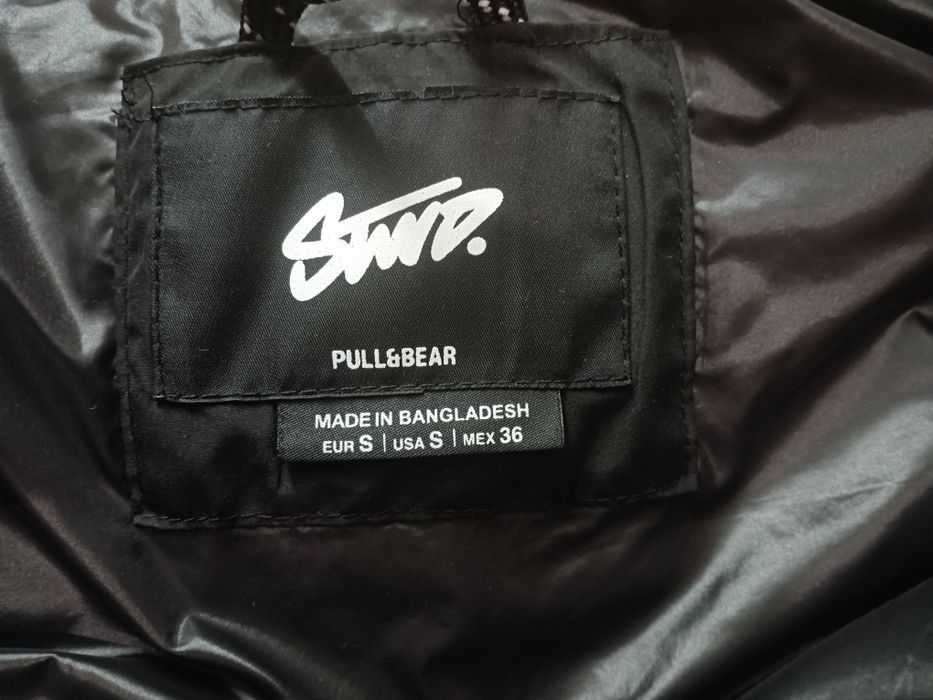 STWD.
PULL&BEAR
MADE IN BANGLADESH
EUR S | USA S | MEX 36